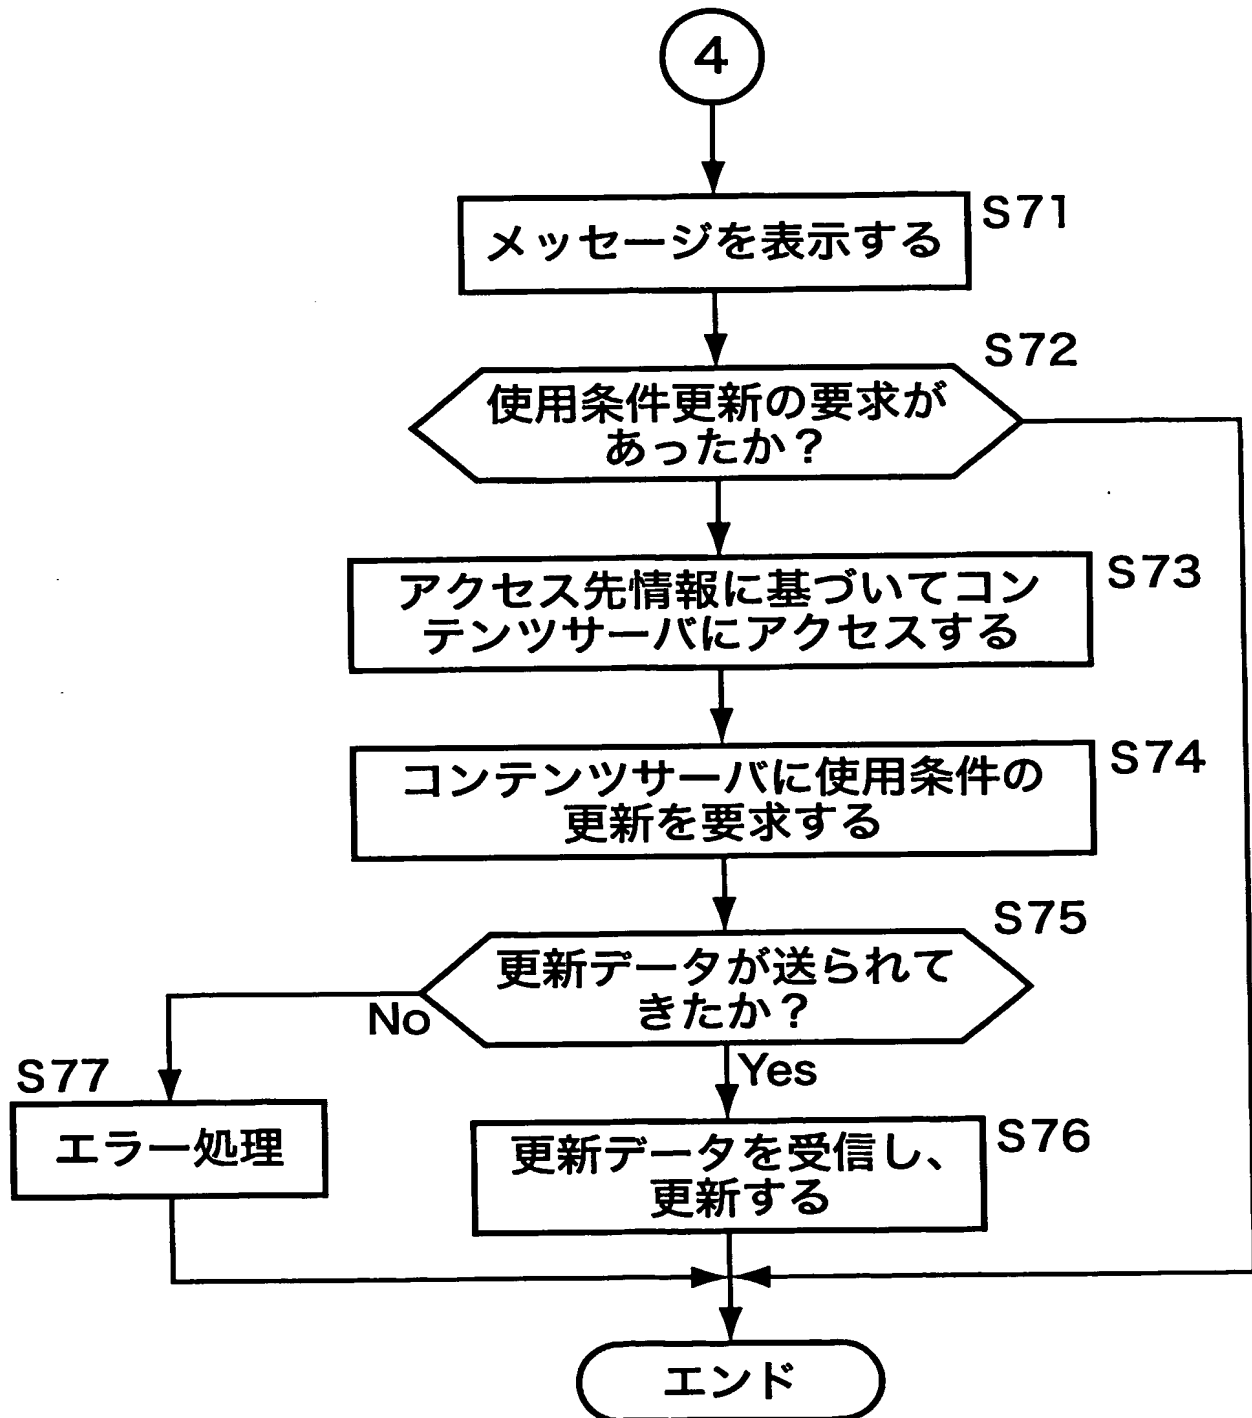 4
メッセージを表示する
S71
S72
使用条件更新の要求が
あったか？
アクセス先情報に基づいてコン
テンツサーバにアクセスする
S73
コンテンツサーバに使用条件の
更新を要求する
S74
S75
更新データが送られて
きたか？
No
Yes
S77
エラー処理
更新データを受信し、
更新する
S76
エンド